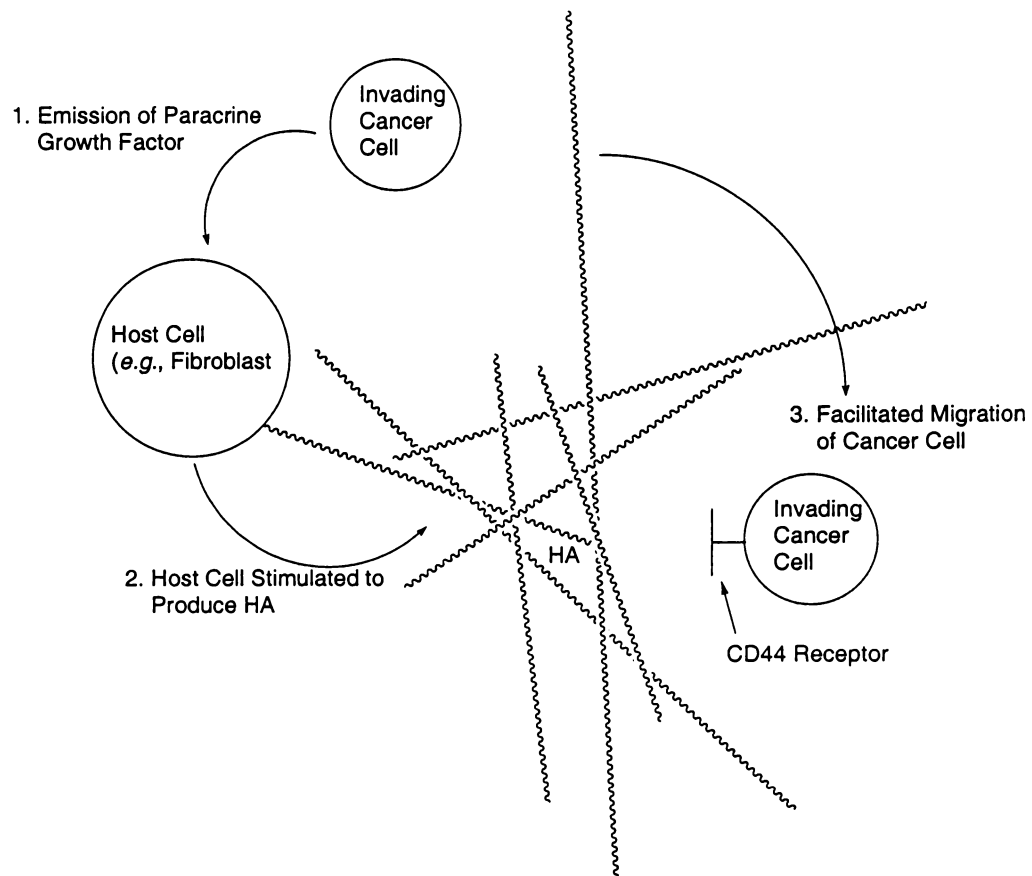 Invading
Cancer
Cell
1. Emission of Paracrine
Growth Factor
Host Cell
(e.g., Fibroblast
3. Facilitated Migration
of Cancer Cell
Invading
Cancer
Cell
HA
2. Host Cell Stimulated to
Produce HA
CD44 Receptor